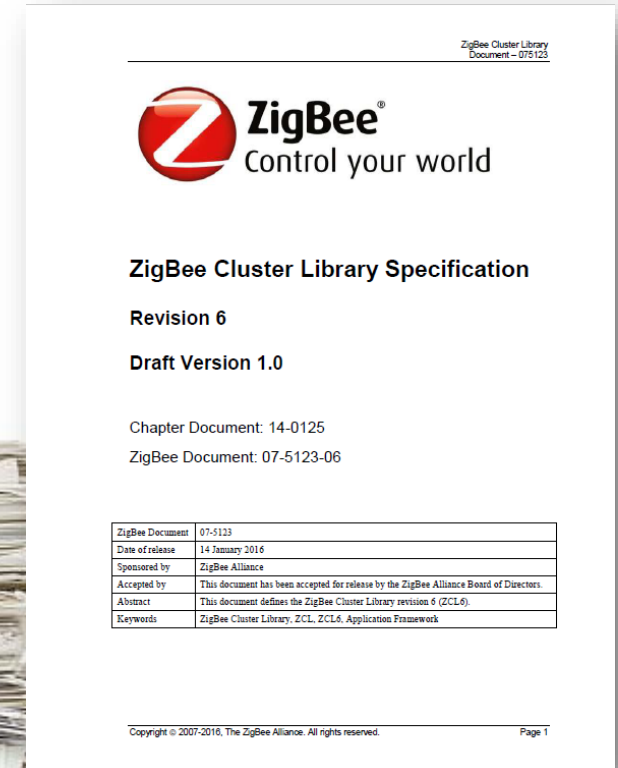 ZigBee Cluster Library
Document – 075123
ZigBee®
Control your world
ZigBee Cluster Library Specification
Revision 6
Draft Version 1.0
Chapter Document: 14-0125
ZigBee Document: 07-5123-06
ZigBee Document 07-5123
Date of release 14 January 2016
Sponsored by ZigBee Alliance
Accepted by This document has been accepted for release by the ZigBee Alliance Board of Directors.
Abstract This document defines the ZigBee Cluster Library revision 6 (ZCL6).
Keywords ZigBee Cluster Library, ZCL, ZCL6, Application Framework
Copyright © 2007-2016, The ZigBee Alliance. All rights reserved. Page 1